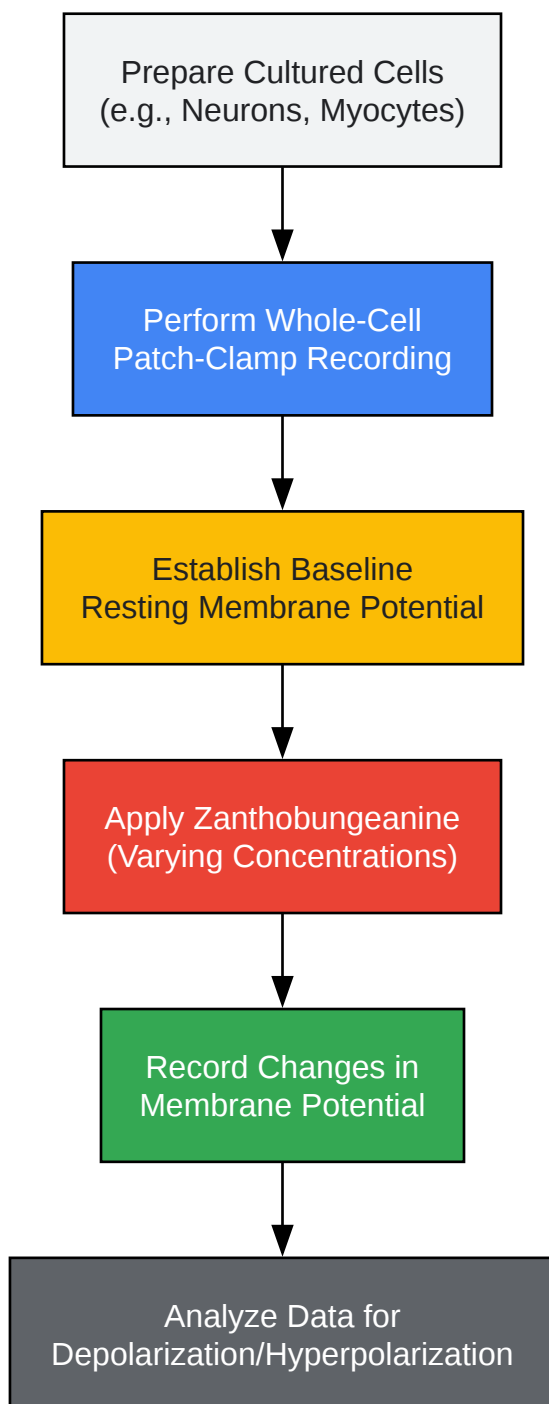 Prepare Cultured Cells
(e.g., Neurons, Myocytes)
Perform Whole-Cell
Patch-Clamp Recording
Establish Baseline
Resting Membrane Potential
Apply Zanthobungeanine
(Varying Concentrations)
Record Changes in
Membrane Potential
Analyze Data for
Depolarization/Hyperpolarization